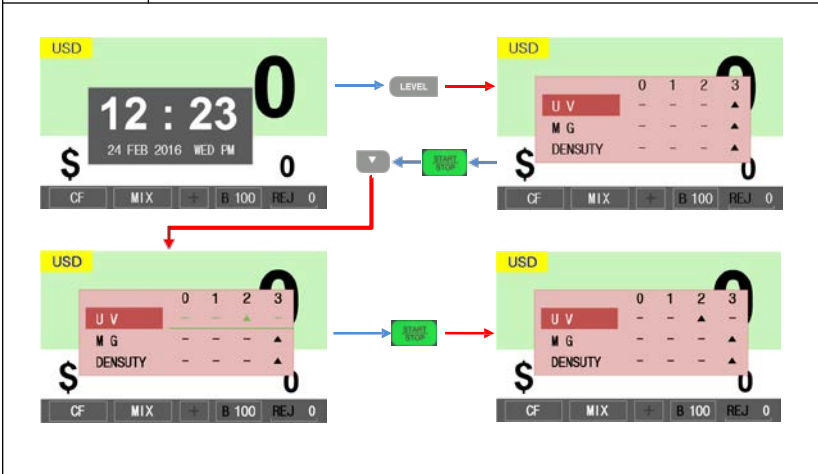 USD
0
12 : 23
24 FEB 2016 WED PM
$ 0
CF MIX + B 100 REJ 0
LEVEL
USD
0 1 2 3
U V - - - ▲
M G - - - ▲
DENSUTY - - - ▲
$ 0
CF MIX + B 100 REJ 0
START
STOP
▼
USD
0
0 1 2 3
U V - - ▲ -
M G - - - ▲
DENSUTY - - - ▲
$ 0
CF MIX + B 100 REJ 0
START
STOP
USD
0
0 1 2 3
U V - - ▲ -
M G - - - ▲
DENSUTY - - - ▲
$ 0
CF MIX + B 100 REJ 0